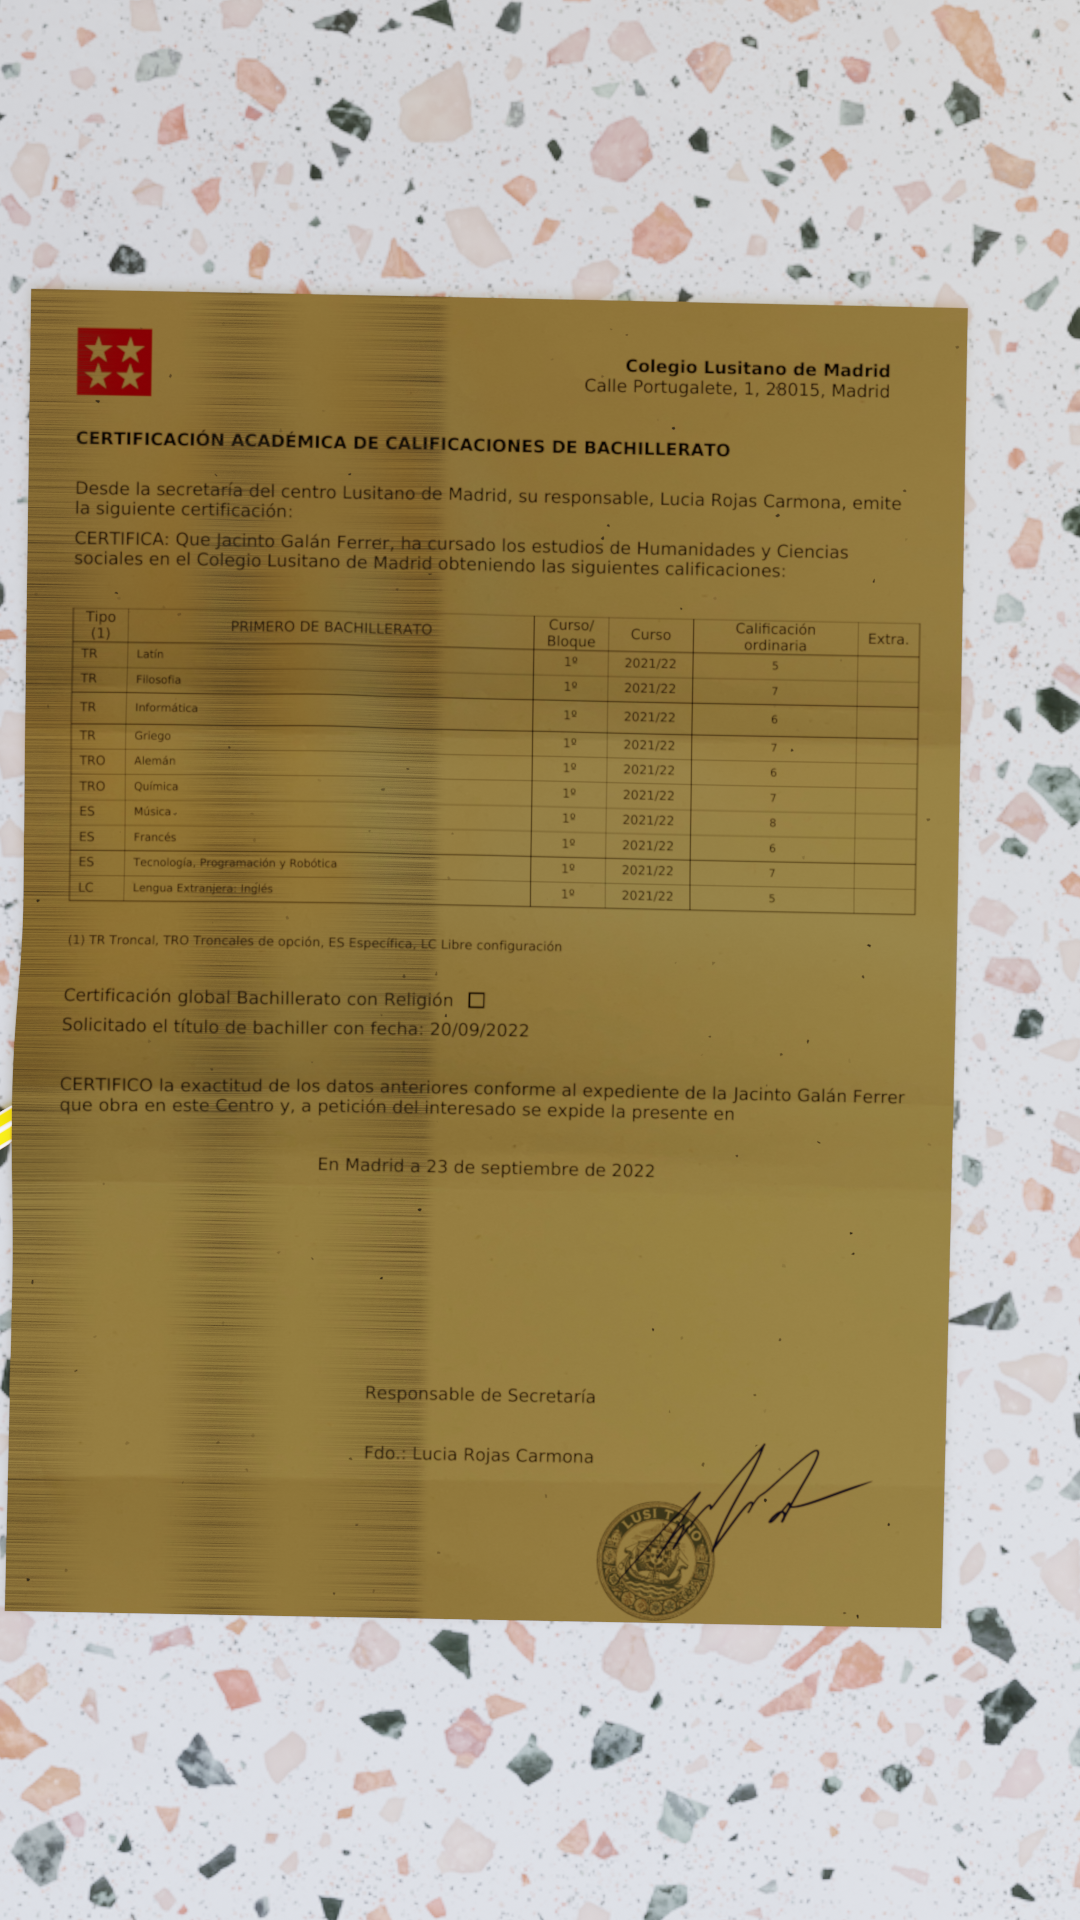 Colegio Lusitano de Madrid
Calle Portugalete, 1, 28015, Madrid
CERTIFICACIÓN ACADÉMICA DE CALIFICACIONES DE BACHILLERATO
Desde la secretaría del centro Lusitano de Madrid, su responsable, Lucia Rojas Carmona, emite
la siguiente certificación:
CERTIFICA: Que Jacinto Galán Ferrer, ha cursado los estudios de Humanidades y Ciencias
sociales en el Colegio Lusitano de Madrid obteniendo las siguientes calificaciones:
Tipo (1) PRIMERO DE BACHILLERATO Curso/ Bloque Curso Calificación ordinaria Extra.
TR Latín 1º 2021/22 5
TR Filosofía 1º 2021/22 7
TR Informática 1º 2021/22 6
TR Griego 1º 2021/22 7
TRO Alemán 1º 2021/22 6
TRO Química 1º 2021/22 7
ES Música 1º 2021/22 8
ES Francés 1º 2021/22 6
ES Tecnología, Programación y Robótica 1º 2021/22 7
LC Lengua Extranjera: Inglés 1º 2021/22 5
(1) TR Troncal, TRO Troncales de opción, ES Específica, LC Libre configuración
Certificación global Bachillerato con Religión ☐
Solicitado el título de bachiller con fecha: 20/09/2022
CERTIFICO la exactitud de los datos anteriores conforme al expediente de la Jacinto Galán Ferrer
que obra en este Centro y, a petición del interesado se expide la presente en
En Madrid a 23 de septiembre de 2022
Responsable de Secretaría
Fdo.: Lucia Rojas Carmona